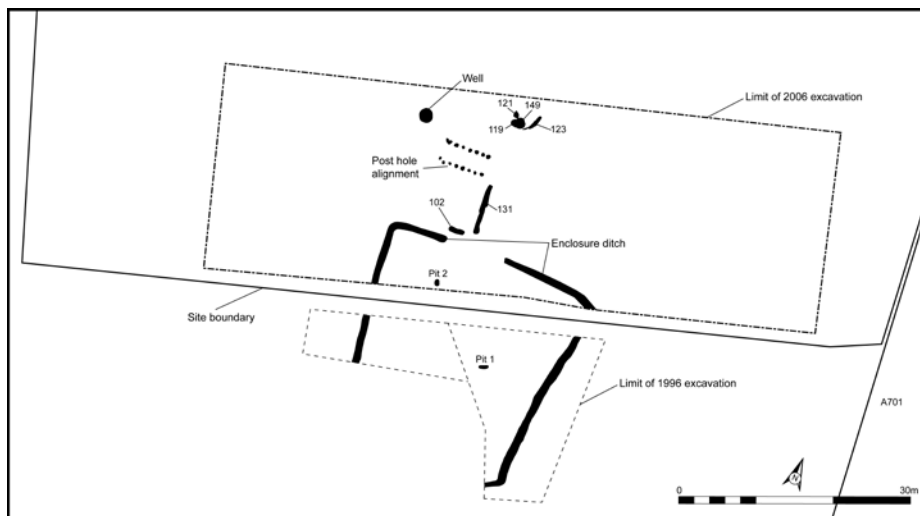 Well
121
149
Limit of 2006 excavation
119
123
Post hole
alignment
102
131
Enclosure ditch
Pit 2
Site boundary
Pit 1
Limit of 1996 excavation
A701
N
0
30m